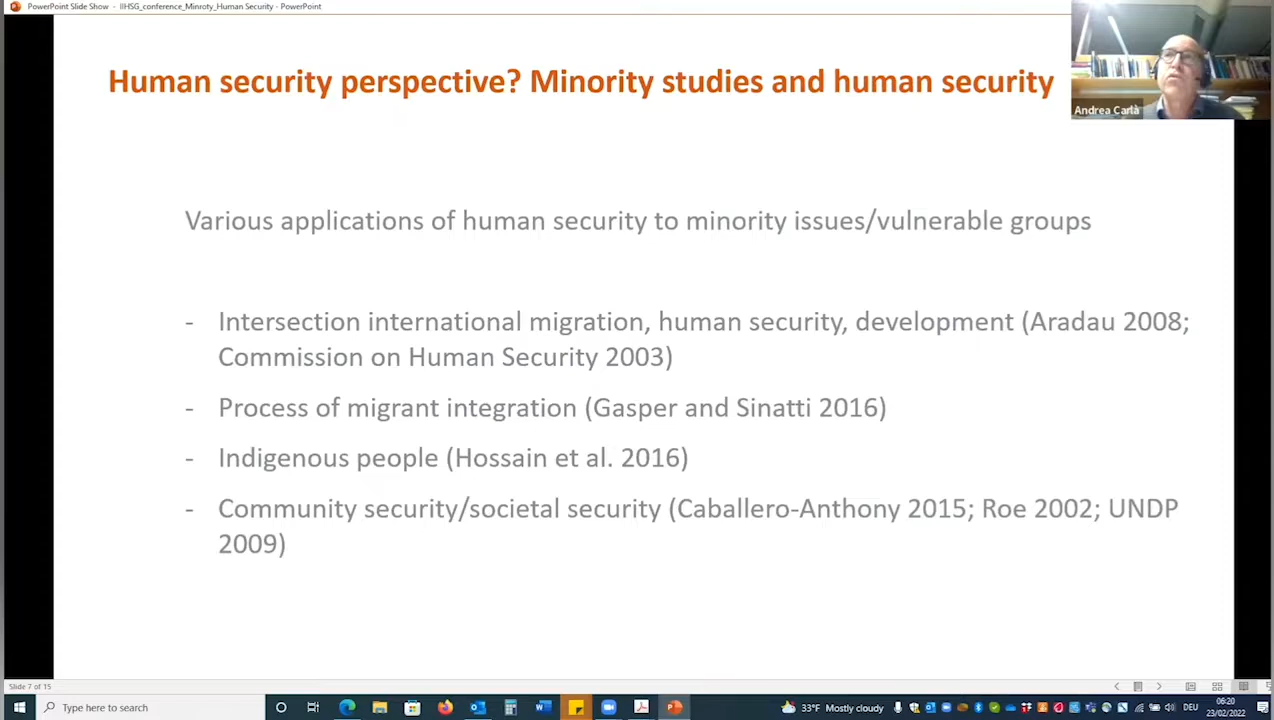 PowerPoint Slide Show - IIHSG_conference_Minroty_Human Security - PowerPoint
Human security perspective? Minority studies and human security
Andrea Carlà
Various applications of human security to minority issues/vulnerable groups
- Intersection international migration, human security, development (Aradau 2008;
Commission on Human Security 2003)
- Process of migrant integration (Gasper and Sinatti 2016)
- Indigenous people (Hossain et al. 2016)
- Community security/societal security (Caballero-Anthony 2015; Roe 2002; UNDP
2009)
Slide 7 of 15
Type here to search
33°F Mostly cloudy
DEU
06:20
23/02/2022